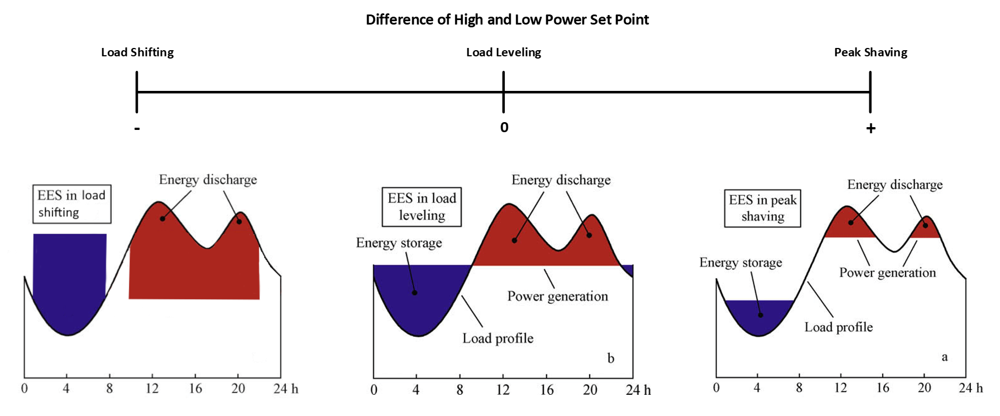 Difference of High and Low Power Set Point
Load Shifting
Load Leveling
Peak Shaving
-
0
+
Energy discharge
EES in load
shifting
0 4 8 12 16 20 24 h
Energy discharge
EES in load
leveling
Energy storage
Power generation
Load profile
b
0 4 8 12 16 20 24 h
Energy discharge
EES in peak
shaving
Energy storage
Power generation
Load profile
a
0 4 8 12 16 20 24 h